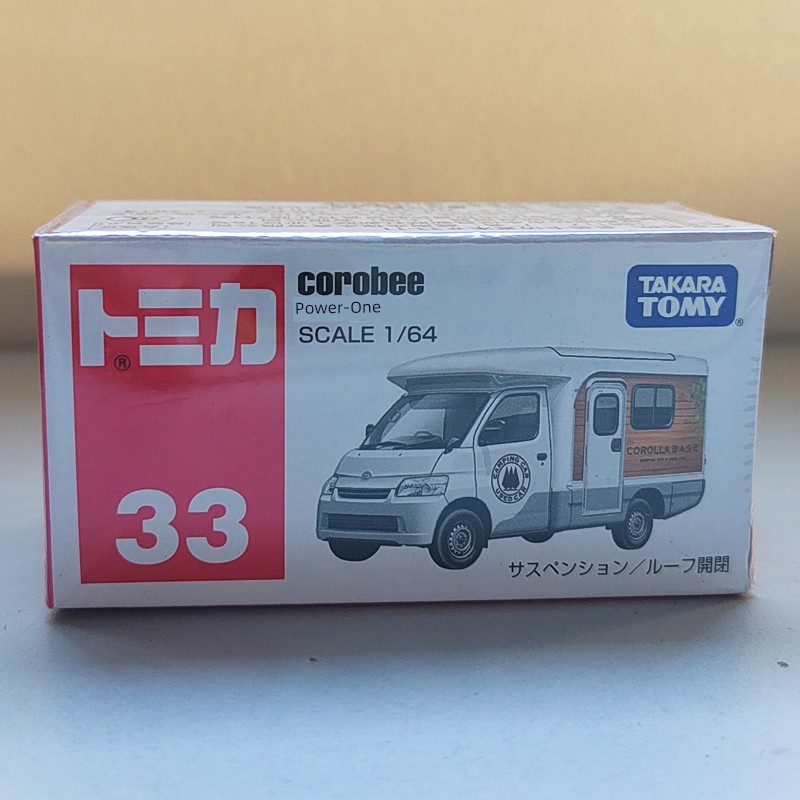 トミカ
®
33
corobee
Power-One
SCALE 1/64
TAKARA
TOMY
®
CAMPING CAR
USED CAR
COROLLA BASE
サスペンション/ルーフ開閉